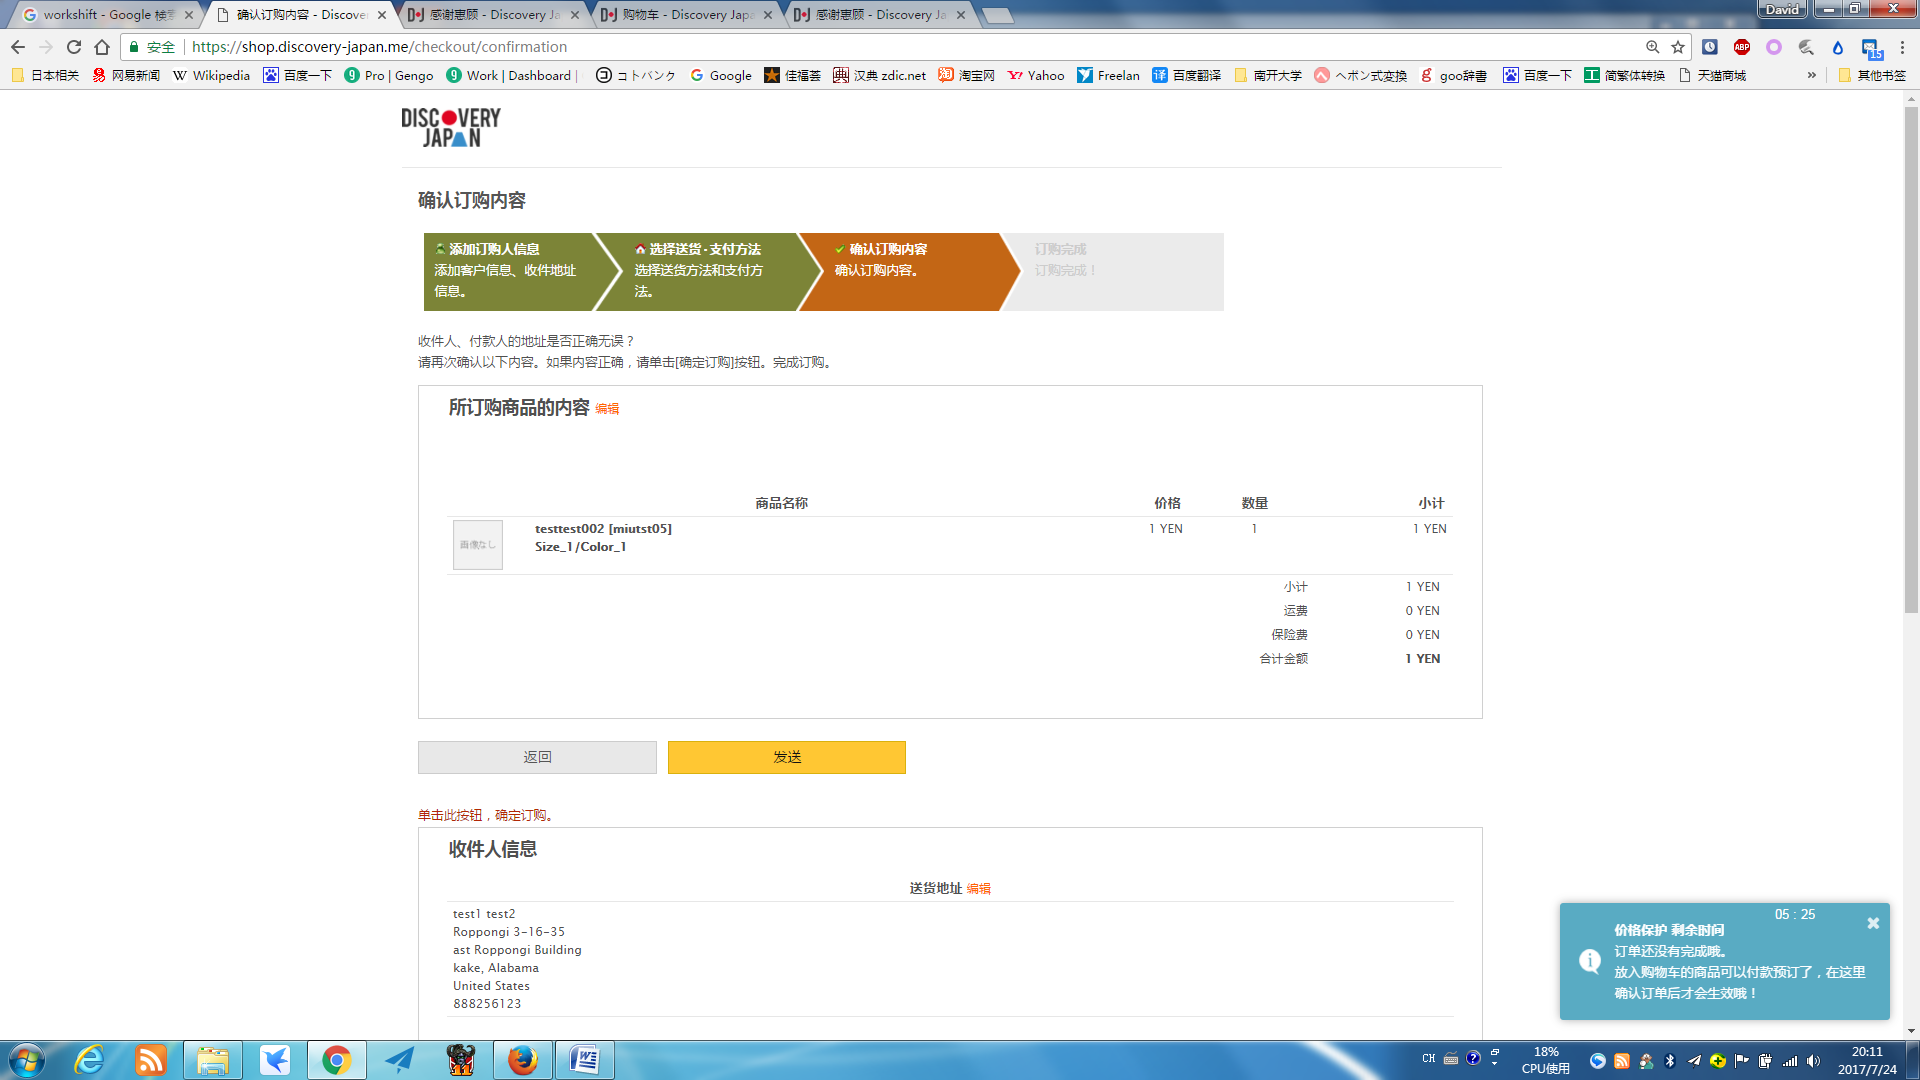 workshift - Google 検索
确认订购内容 - Discover
感谢惠顾 - Discovery Ja
购物车 - Discovery Japa
感谢惠顾 - Discovery Ja
David
安全
https://shop.discovery-japan.me/checkout/confirmation
ABP
15
日本相关 网易新闻 Wikipedia 百度一下 Pro | Gengo Work | Dashboard | コトバンク Google 佳福荟 汉典 zdic.net 淘宝网 Yahoo Freelan 百度翻译 南开大学 ヘボン式変換 goo辞書 百度一下 简繁体转换 天猫商城 » 其他书签
DISCOVERY
JAPAN
确认订购内容
添加订购人信息
添加客户信息、收件地址
信息。
选择送货·支付方法
选择送货方法和支付方
法。
确认订购内容
确认订购内容。
订购完成
订购完成！
收件人、付款人的地址是否正确无误？
请再次确认以下内容。如果内容正确，请单击[确定订购]按钮。完成订购。
所订购商品的内容 编辑
商品名称 价格 数量 小计
画像なし
testtest002 [miutst05] 1 YEN 1 1 YEN
Size_1/Color_1
小计 1 YEN
运费 0 YEN
保险费 0 YEN
合计金额 1 YEN
返回 发送
单击此按钮，确定订购。
收件人信息
送货地址 编辑
test1 test2
Roppongi 3-16-35
ast Roppongi Building
kake, Alabama
United States
888256123
05 : 25
价格保护 剩余时间
订单还没有完成哦。
放入购物车的商品可以付款预订了，在这里
确认订单后才会生效哦！
CH
18%
CPU使用
20:11
2017/7/24